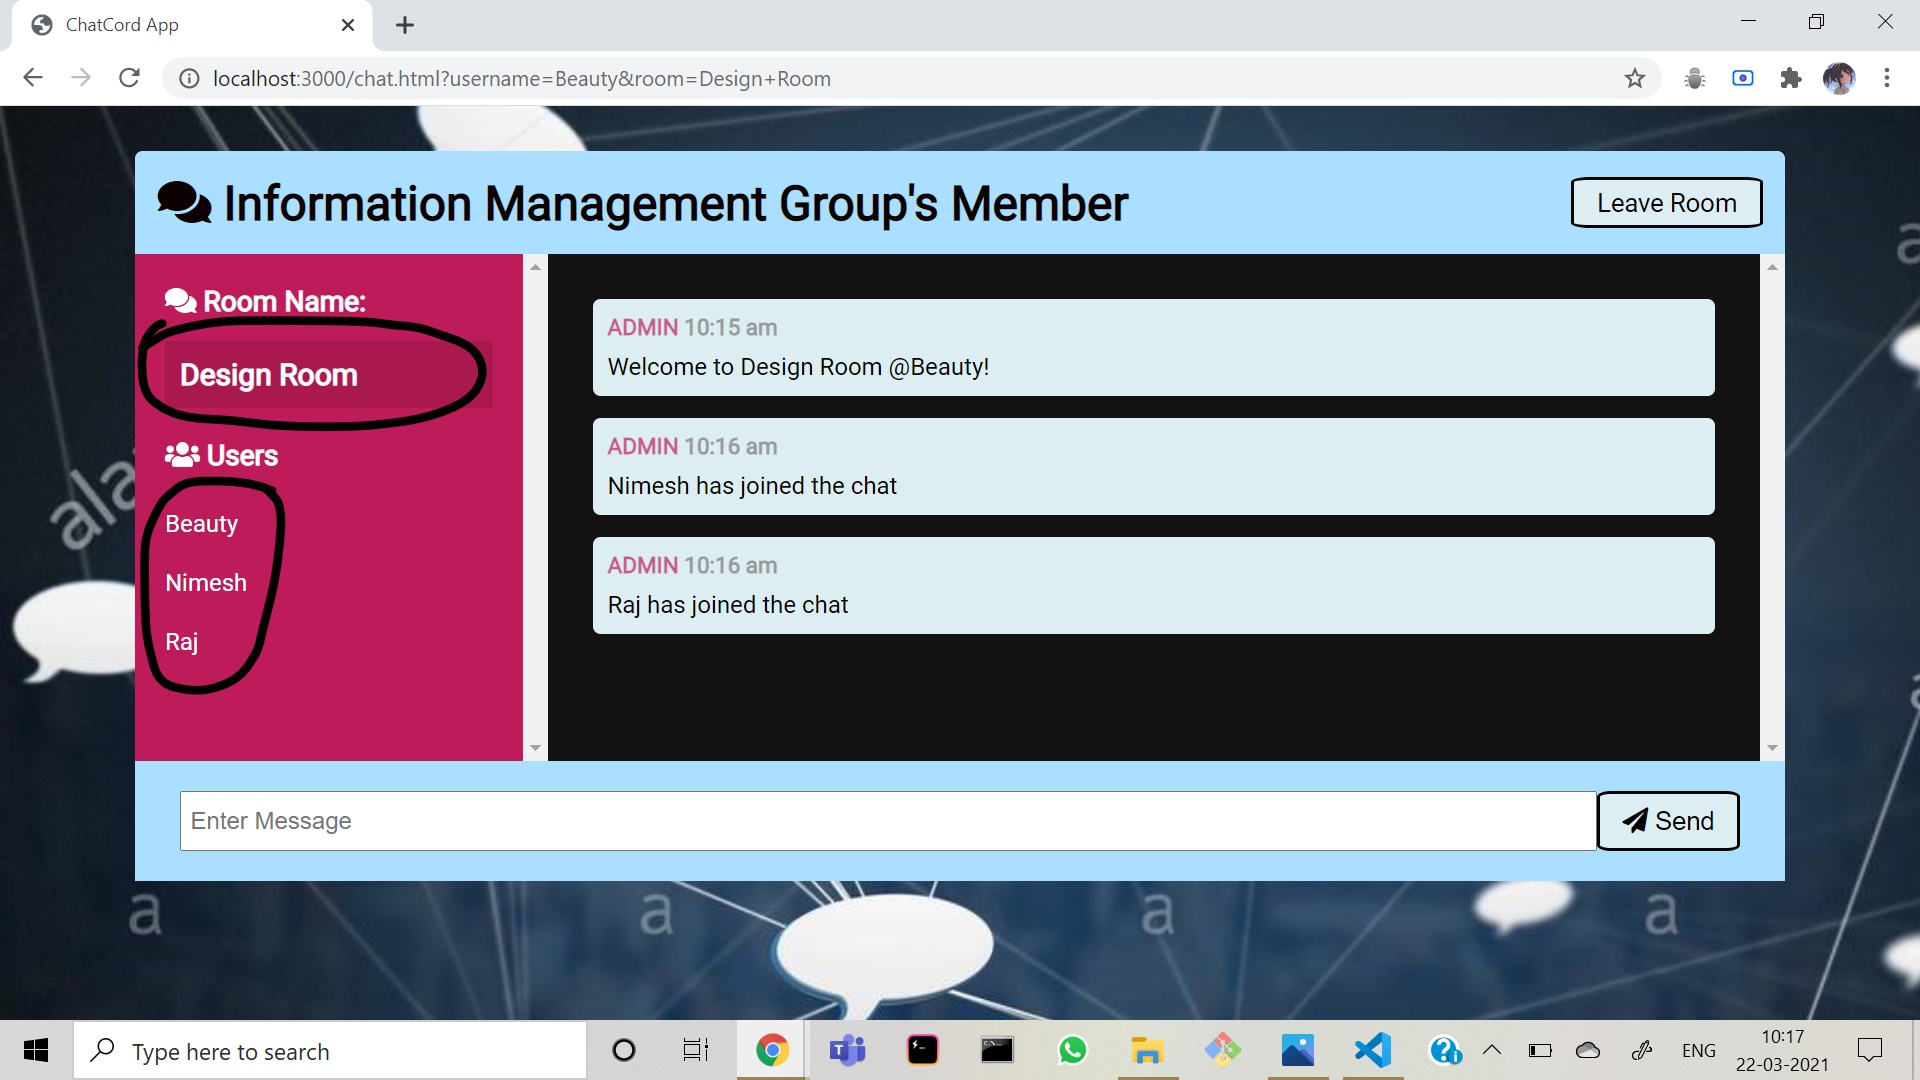 ChatCord App
localhost:3000/chat.html?username=Beauty&room=Design+Room
Information Management Group's Member
Leave Room
Room Name:
Design Room
Users
Beauty
Nimesh
Raj
ADMIN 10:15 am
Welcome to Design Room @Beauty!
ADMIN 10:16 am
Nimesh has joined the chat
ADMIN 10:16 am
Raj has joined the chat
Enter Message
Send
ala
a
a
a
a
a
a
Type here to search
ENG
10:17
22-03-2021